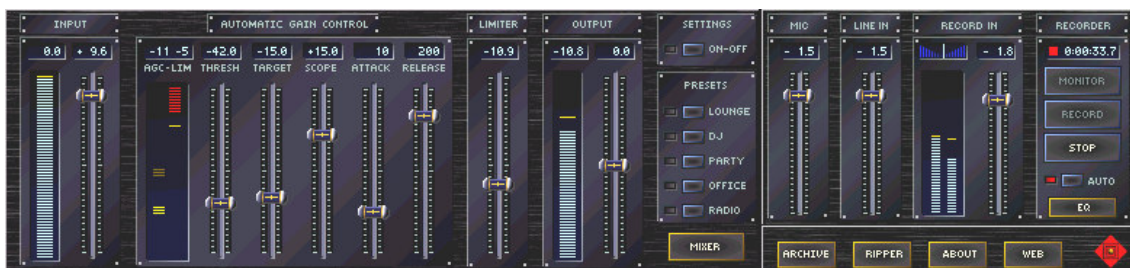 INPUT AUTOMATIC GAIN CONTROL LIMITER OUTPUT SETTINGS MIC LINE IN RECORD IN RECORDER
0.0 + 9.6 -11 -5 -42.0 -15.0 +15.0 10 200 -10.9 -10.8 0.0 ON-OFF - 1.5 - 1.5 - 1.8 0:00:33.7
AGC-LIM THRESH TARGET SCOPE ATTACK RELEASE
PRESETS MONITOR
LOUNGE RECORD
DJ
PARTY STOP
OFFICE AUTO
RADIO EQ
MIXER ARCHIVE RIPPER ABOUT WEB